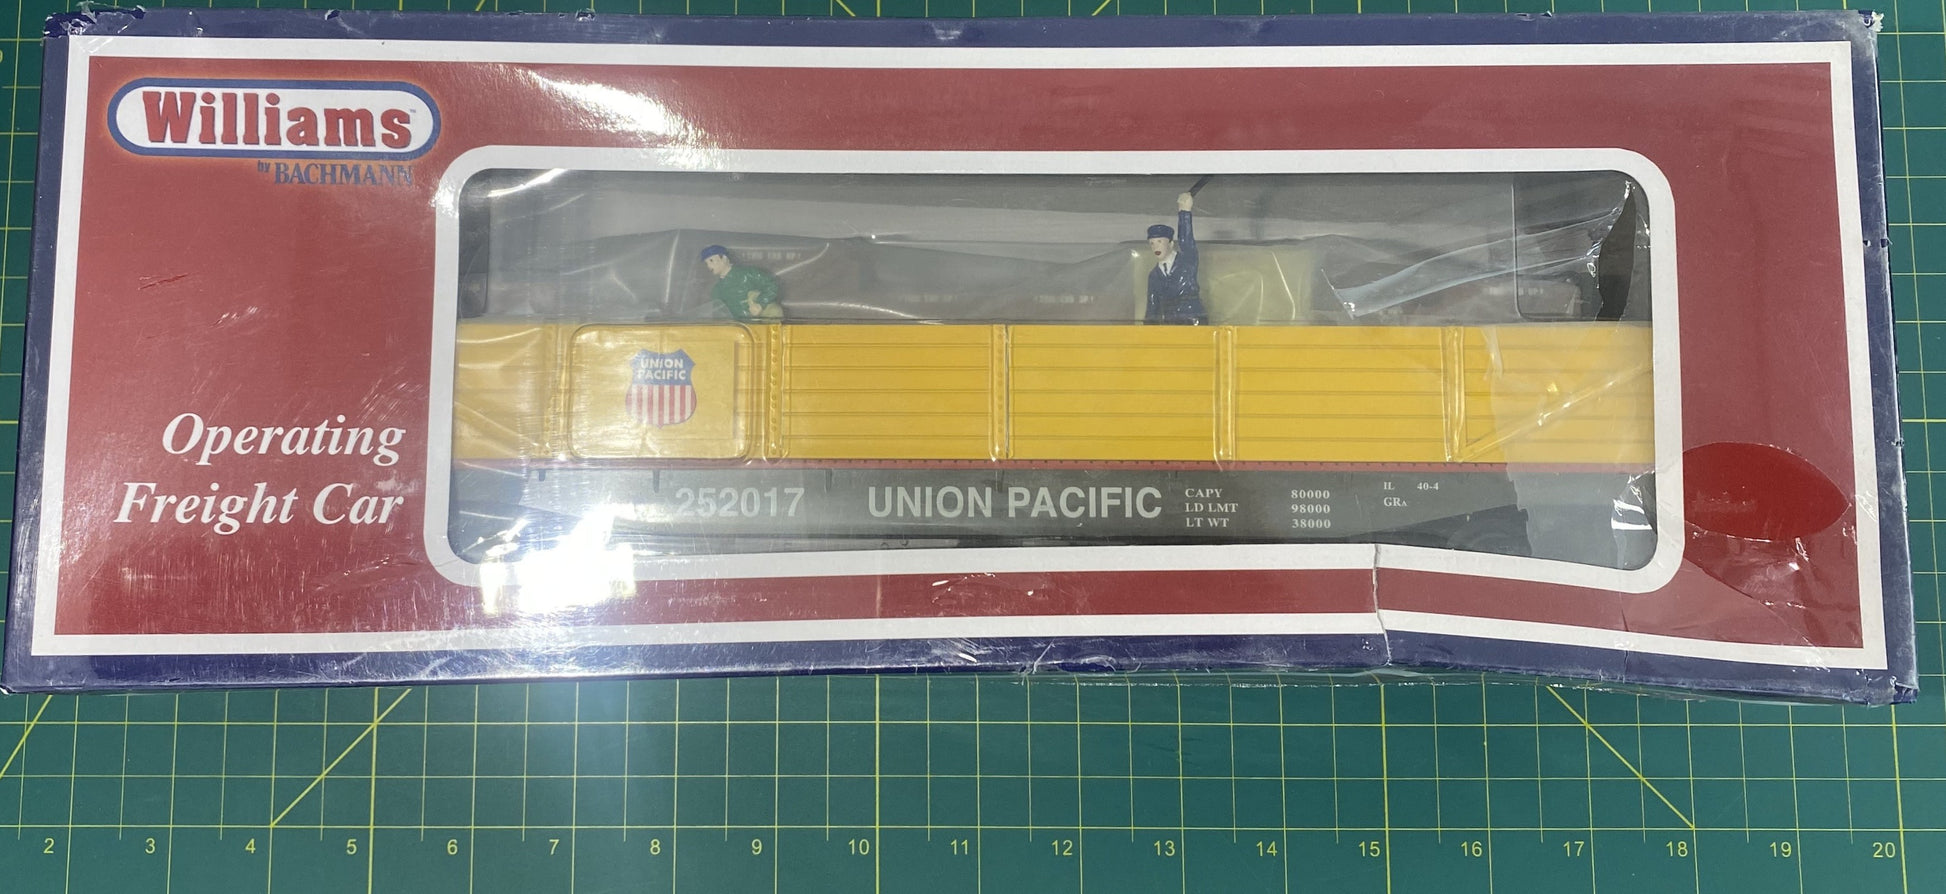 Williams
by BACHMANN
Operating
Freight Car
UNION
PACIFIC
252017 UNION PACIFIC
CAPY 80000
LD LMT 98000
LT WT 38000
IL 40-4
GRA
2 3 4 5 6 7 8 9 10 11 12 13 14 15 16 17 18 19 20